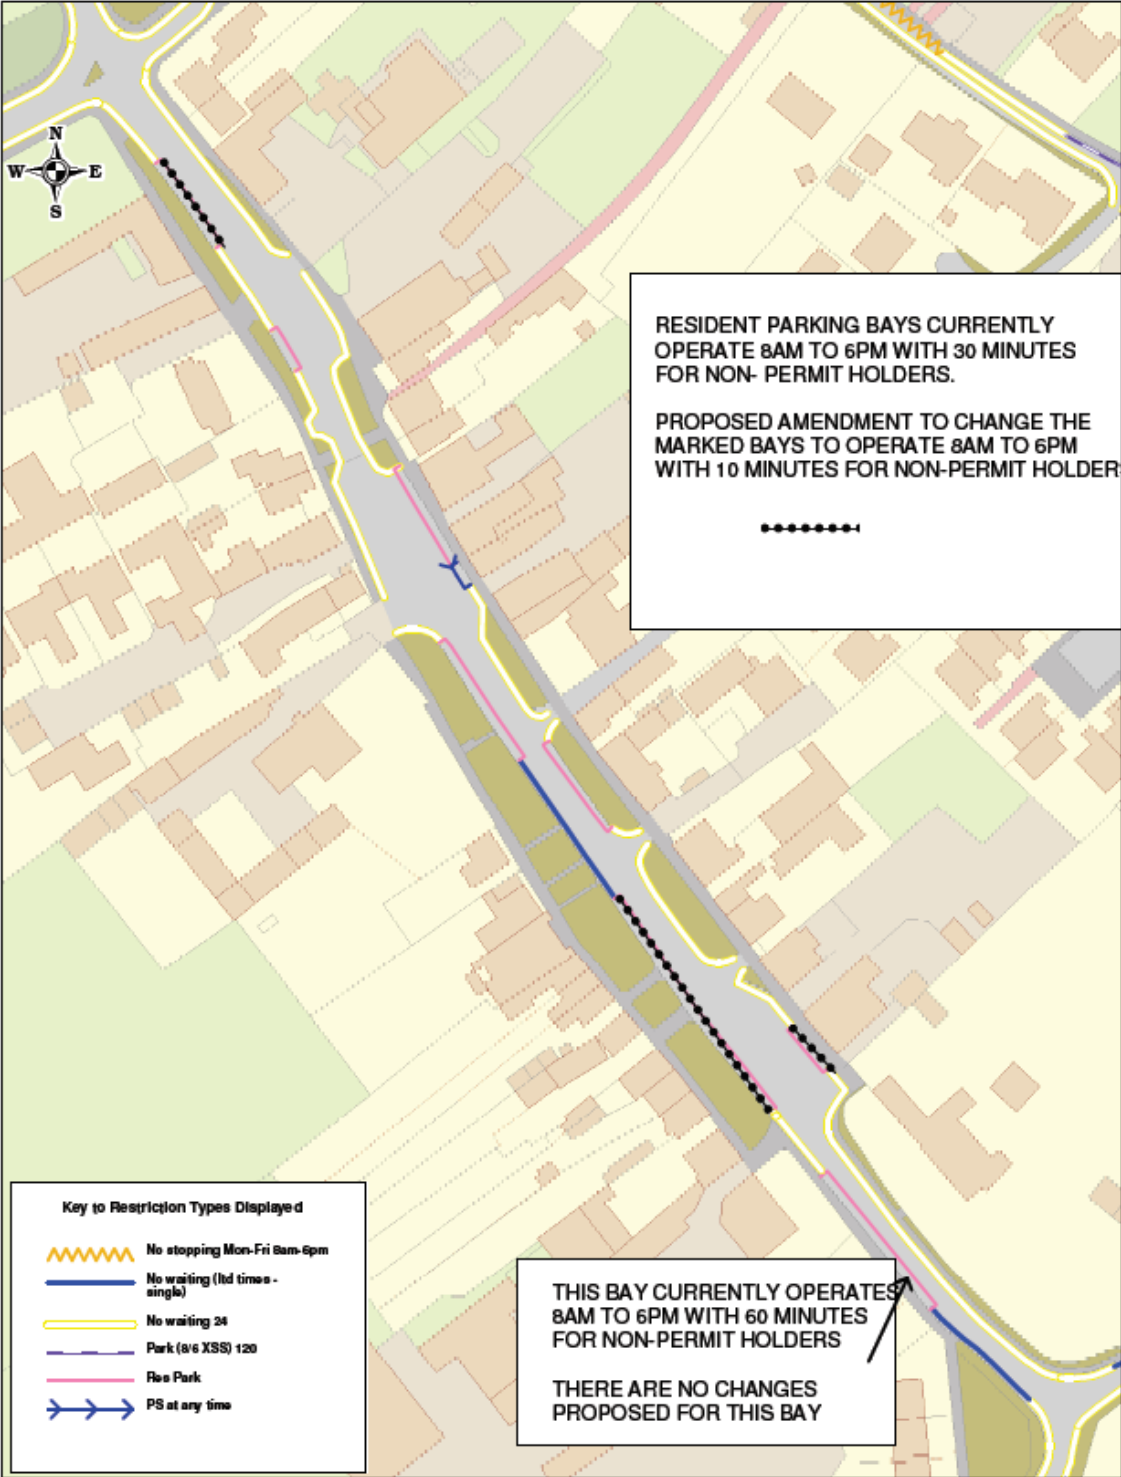 N
W E
S
RESIDENT PARKING BAYS CURRENTLY
OPERATE 8AM TO 6PM WITH 30 MINUTES
FOR NON- PERMIT HOLDERS.
PROPOSED AMENDMENT TO CHANGE THE
MARKED BAYS TO OPERATE 8AM TO 6PM
WITH 10 MINUTES FOR NON-PERMIT HOLDERS
Key to Restriction Types Displayed
No stopping Mon-Fri 8am-6pm
No waiting (ltd times -
single)
No waiting 24
Park (8/6 XSS) 120
Res Park
PS at any time
THIS BAY CURRENTLY OPERATES
8AM TO 6PM WITH 60 MINUTES
FOR NON-PERMIT HOLDERS
THERE ARE NO CHANGES
PROPOSED FOR THIS BAY